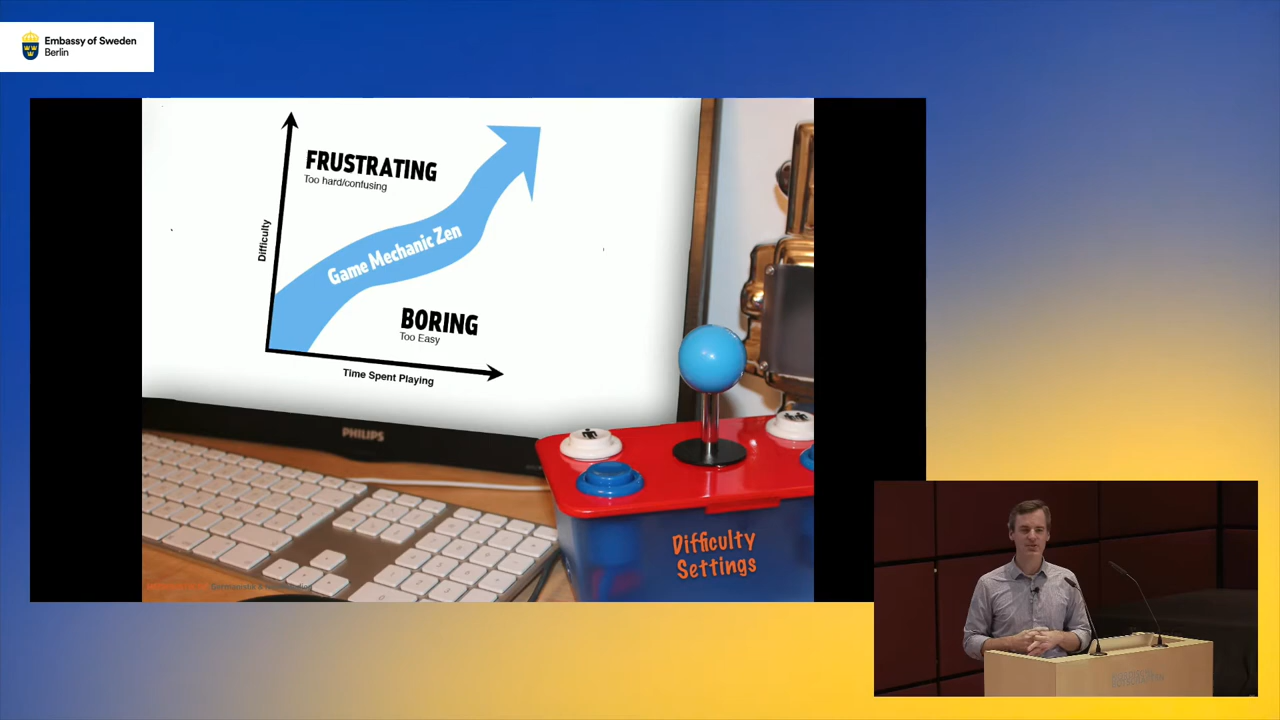 Embassy of Sweden
Berlin
FRUSTRATING
Too hard/confusing
Difficulty
Game Mechanic Zen
BORING
Too Easy
Time Spent Playing
PHILIPS
Difficulty
Settings